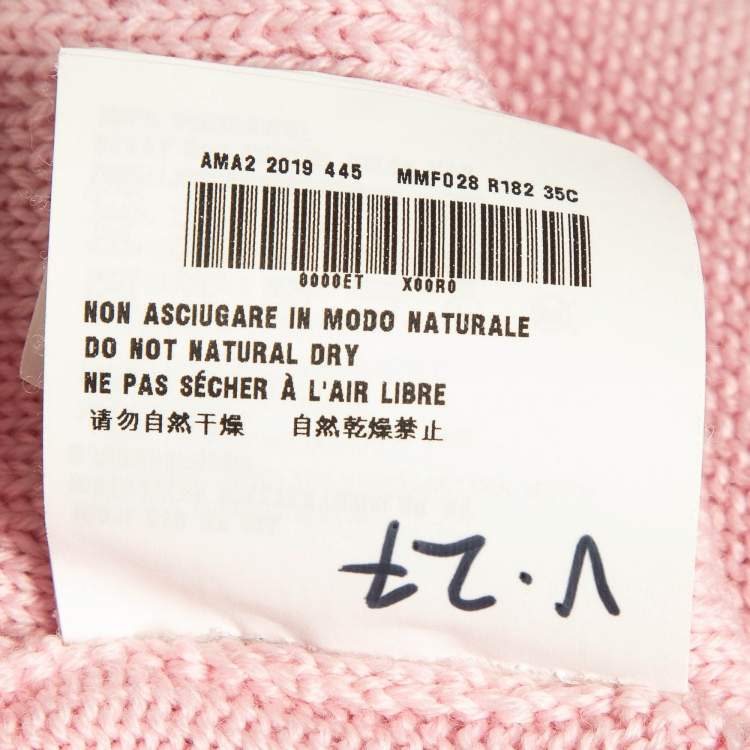 AMA2 2019 445 MMF028 R182 35C
0000ET X00R0
NON ASCIUGARE IN MODO NATURALE
DO NOT NATURAL DRY
NE PAS SÉCHER À L'AIR LIBRE
请勿自然干燥 自然乾燥禁止
V.27